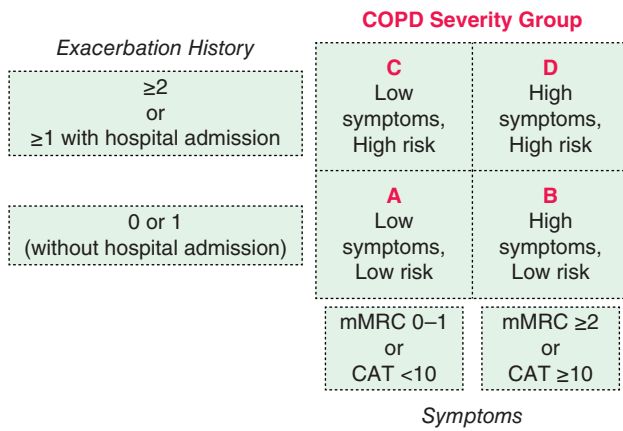 COPD Severity Group
Exacerbation History
≥2
or
≥1 with hospital admission
C
Low
symptoms,
High risk
D
High
symptoms,
High risk
0 or 1
(without hospital admission)
A
Low
symptoms,
Low risk
B
High
symptoms,
Low risk
mMRC 0–1
or
CAT <10
mMRC ≥2
or
CAT ≥10
Symptoms